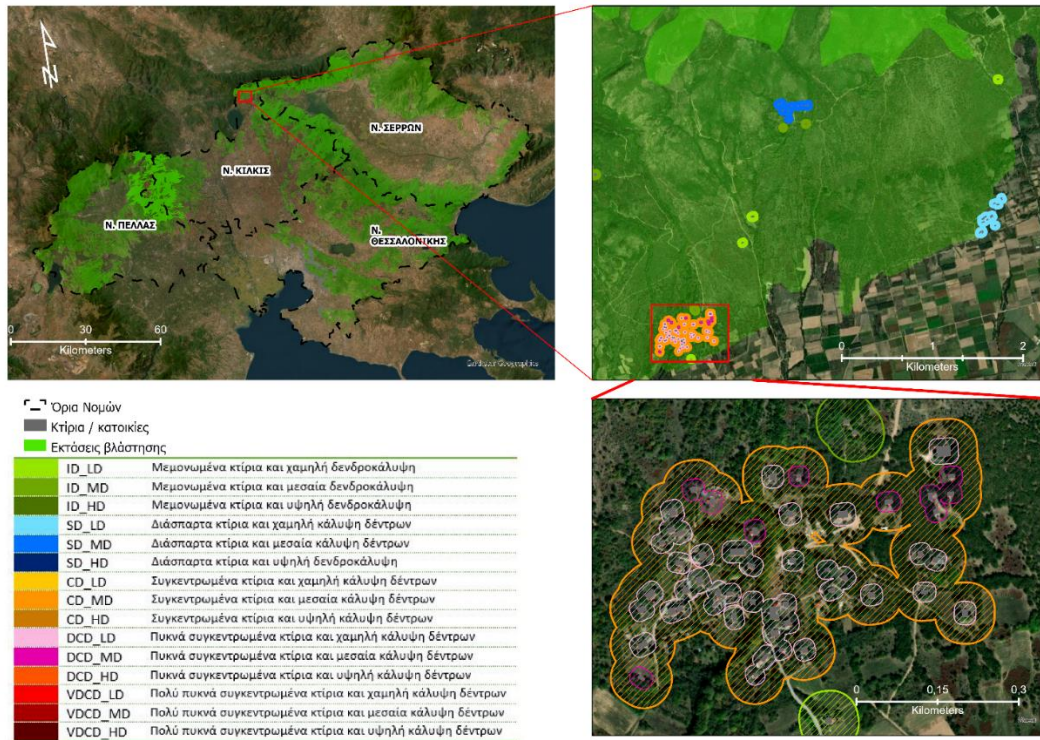 N
Ν. ΣΕΡΡΩΝ
Ν. ΚΙΛΚΙΣ
Ν. ΠΕΛΛΑΣ
Ν.
ΘΕΣΣΑΛΟΝΙΚΗΣ
0 30 60
Kilometers
Earthstar Geographics
0 1 2
Kilometers
Maxar
Όρια Νομών
Κτίρια / κατοικίες
Εκτάσεις βλάστησης
ID_LD Μεμονωμένα κτίρια και χαμηλή δενδροκάλυψη
ID_MD Μεμονωμένα κτίρια και μεσαία δενδροκάλυψη
ID_HD Μεμονωμένα κτίρια και υψηλή δενδροκάλυψη
SD_LD Διάσπαρτα κτίρια και χαμηλή κάλυψη δέντρων
SD_MD Διάσπαρτα κτίρια και μεσαία κάλυψη δέντρων
SD_HD Διάσπαρτα κτίρια και υψηλή δενδροκάλυψη
CD_LD Συγκεντρωμένα κτίρια και χαμηλή κάλυψη δέντρων
CD_MD Συγκεντρωμένα κτίρια και μεσαία κάλυψη δέντρων
CD_HD Συγκεντρωμένα κτίρια και υψηλή κάλυψη δέντρων
DCD_LD Πυκνά συγκεντρωμένα κτίρια και χαμηλή κάλυψη δέντρων
DCD_MD Πυκνά συγκεντρωμένα κτίρια και μεσαία κάλυψη δέντρων
DCD_HD Πυκνά συγκεντρωμένα κτίρια και υψηλή κάλυψη δέντρων
VDCD_LD Πολύ πυκνά συγκεντρωμένα κτίρια και χαμηλή κάλυψη δέντρων
VDCD_MD Πολύ πυκνά συγκεντρωμένα κτίρια και μεσαία κάλυψη δέντρων
VDCD_HD Πολύ πυκνά συγκεντρωμένα κτίρια και υψηλή κάλυψη δέντρων
0 0,15 0,3
Kilometers
Maxar